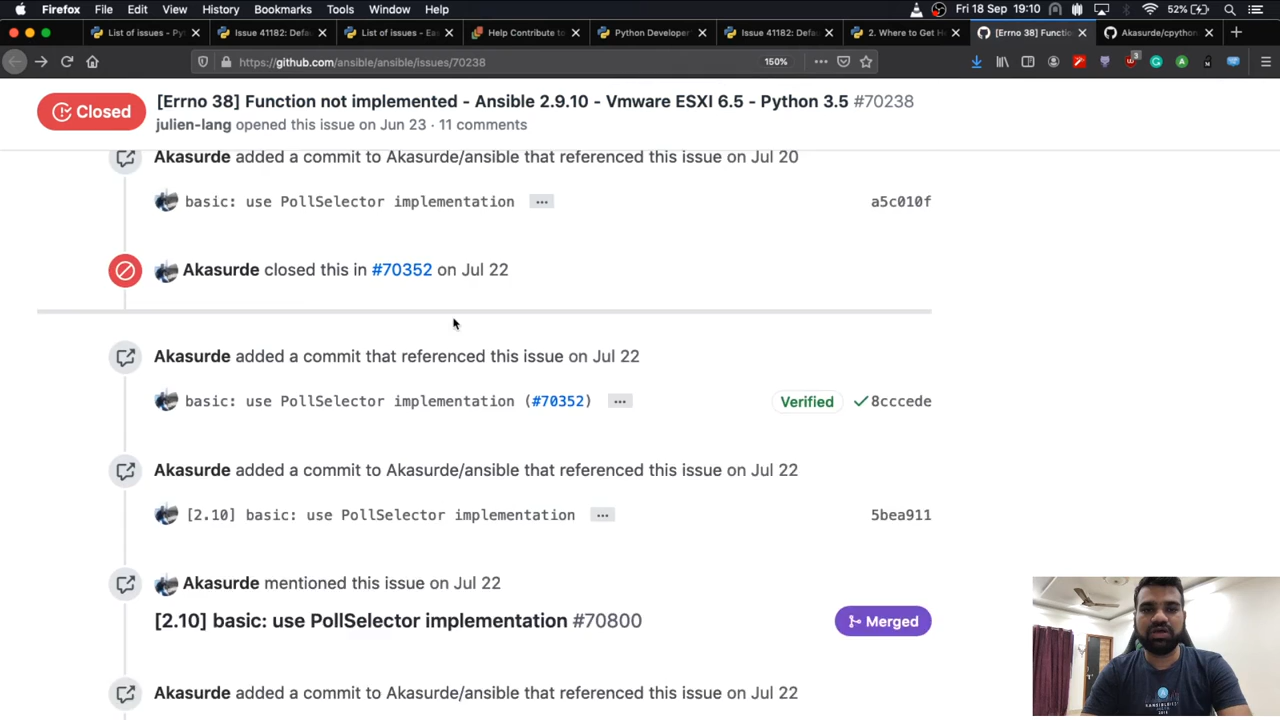 Firefox File Edit View History Bookmarks Tools Window Help
Fri 18 Sep 19:10 52%
List of issues - Py
Issue 41182: Defa
List of issues - Ea
Help Contribute to
Python Developer'
Issue 41182: Defa
2. Where to Get H
[Errno 38] Functio
Akasurde/cpython
https://github.com/ansible/ansible/issues/70238
150%
3
Closed
[Errno 38] Function not implemented - Ansible 2.9.10 - Vmware ESXI 6.5 - Python 3.5 #70238
julien-lang opened this issue on Jun 23 · 11 comments
Akasurde added a commit to Akasurde/ansible that referenced this issue on Jul 20
basic: use PollSelector implementation ... a5c010f
Akasurde closed this in #70352 on Jul 22
Akasurde added a commit that referenced this issue on Jul 22
basic: use PollSelector implementation (#70352) ... Verified 8cccede
Akasurde added a commit to Akasurde/ansible that referenced this issue on Jul 22
[2.10] basic: use PollSelector implementation ... 5bea911
Akasurde mentioned this issue on Jul 22
[2.10] basic: use PollSelector implementation #70800
Merged
Akasurde added a commit to Akasurde/ansible that referenced this issue on Jul 22